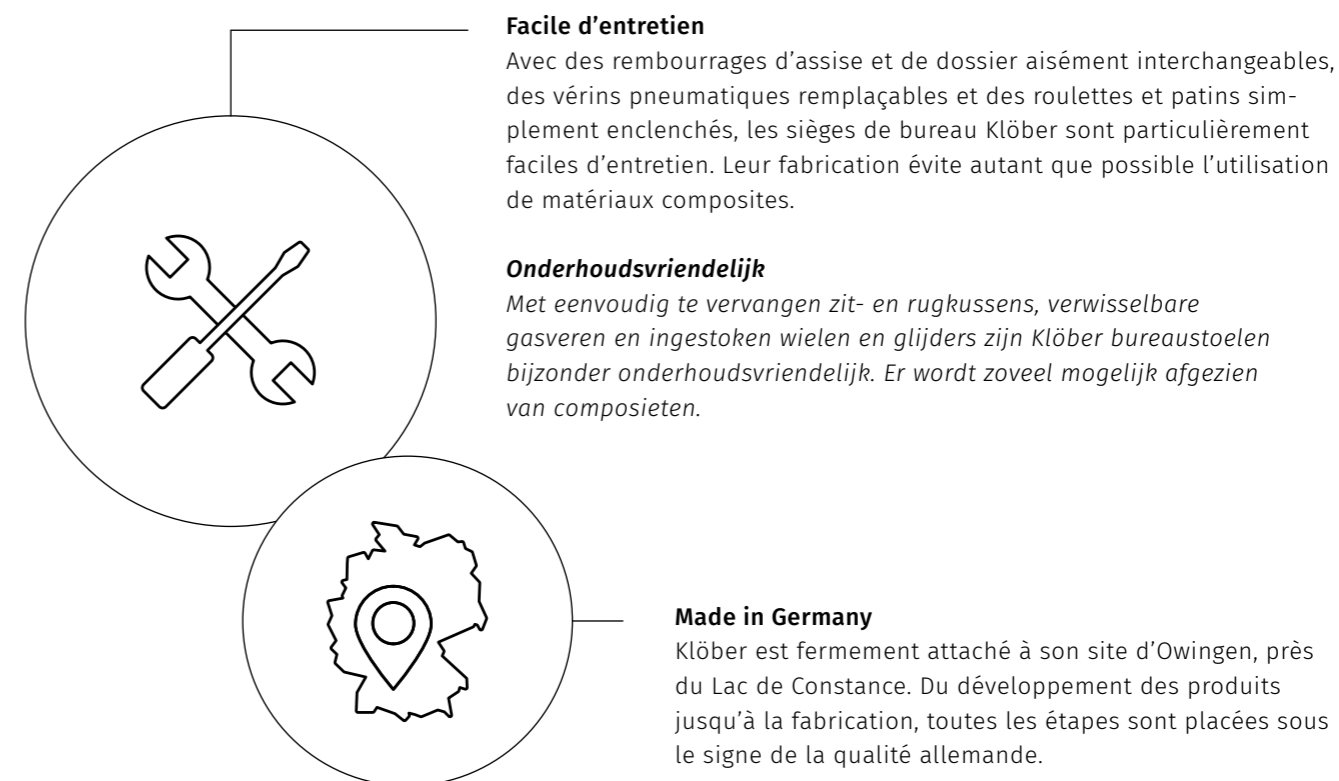 Facile d’entretien
Avec des rembourrages d’assise et de dossier aisément interchangeables,
des vérins pneumatiques remplaçables et des roulettes et patins sim-
plement enclenchés, les sièges de bureau Klöber sont particulièrement
faciles d’entretien. Leur fabrication évite autant que possible l’utilisation
de matériaux composites.
Onderhoudsvriendelijk
Met eenvoudig te vervangen zit- en rugkussens, verwisselbare
gasveren en ingestoken wielen en glijders zijn Klöber bureaustoelen
bijzonder onderhoudsvriendelijk. Er wordt zoveel mogelijk afgezien
van composieten.
Made in Germany
Klöber est fermement attaché à son site d’Owingen, près
du Lac de Constance. Du développement des produits
jusqu’à la fabrication, toutes les étapes sont placées sous
le signe de la qualité allemande.